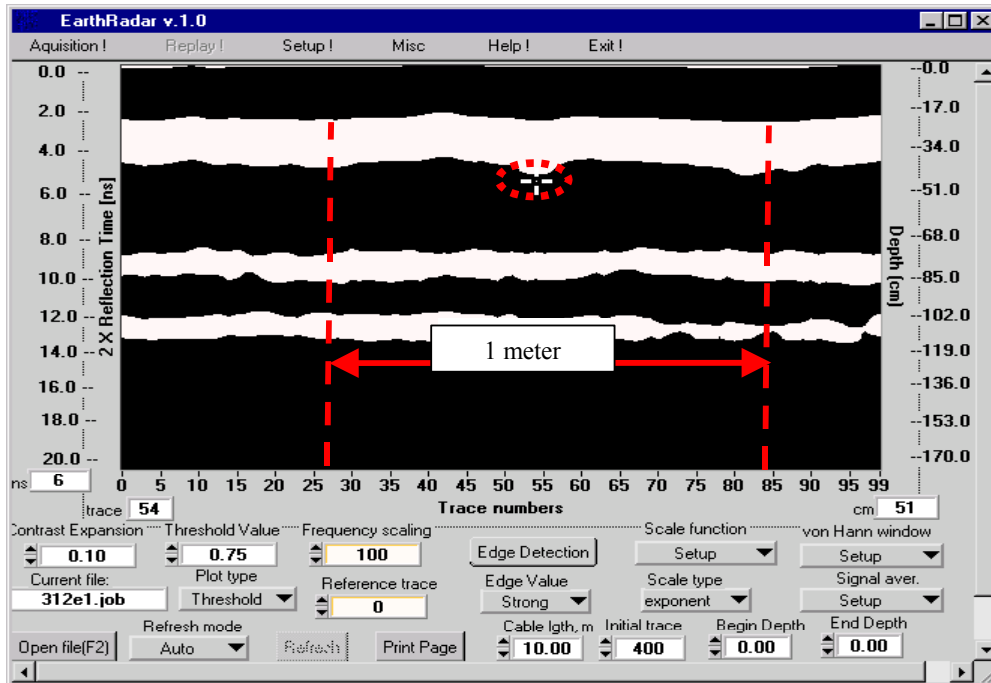 EarthRadar v.1.0
Aquisition ! Replay ! Setup ! Misc Help ! Exit !
0.0 --
2.0 --
4.0 --
6.0 --
8.0 --
10.0 --
12.0 --
14.0 --
16.0 --
18.0 --
20.0 --
2 X Reflection Time [ns]
--0.0
--17.0
--34.0
--51.0
--68.0
--85.0
--102.0
--119.0
--136.0
--153.0
--170.0
Depth [cm]
1 meter
ns 6
0 5 10 15 20 25 30 35 40 45 50 55 60 65 70 75 80 85 90 95 99
trace 54 Trace numbers cm 51
Contrast Expansion Threshold Value Frequency scaling Scale function von Hann window
0.10 0.75 100 Edge Detection Setup Setup
Current file: Plot type Reference trace Edge Value Scale type Signal aver.
312e1.job Threshold 0 Strong exponent Setup
Refresh mode Cable lgth, m Initial trace Begin Depth End Depth
Open file(F2) Auto Refresh Print Page 10.00 400 0.00 0.00